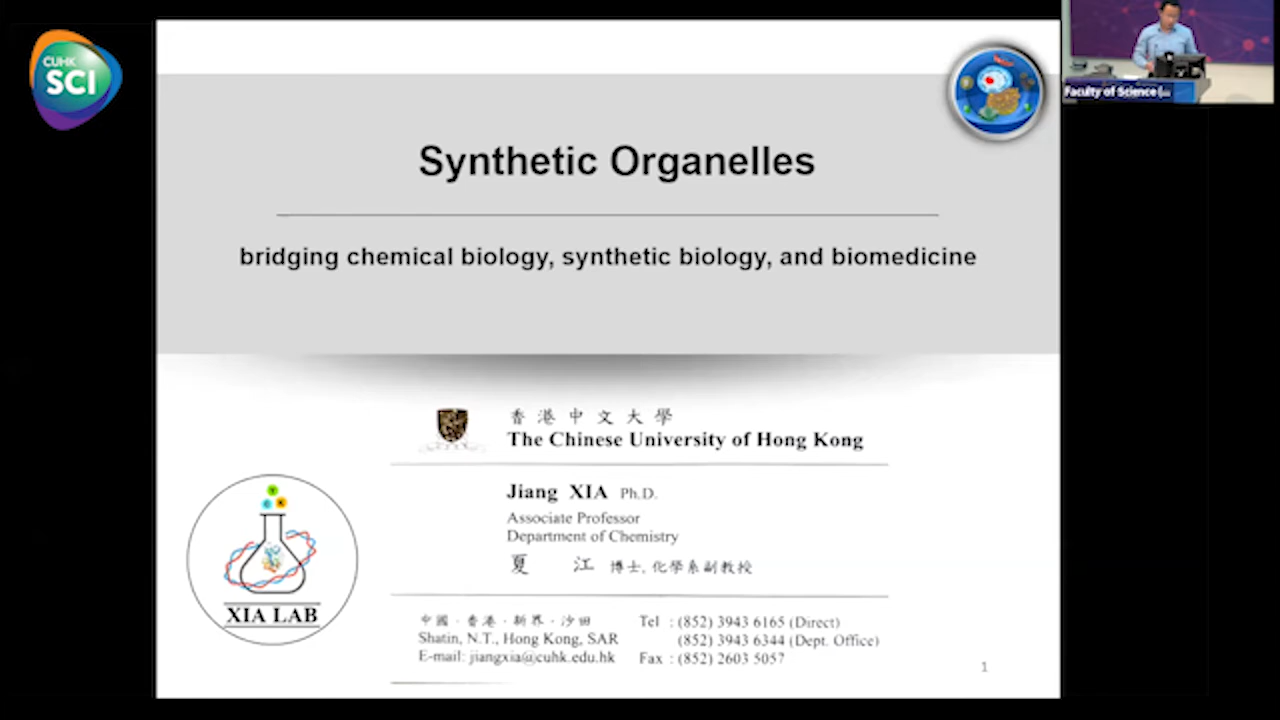 CUHK
SCI
Faculty of Science (...
Synthetic Organelles
bridging chemical biology, synthetic biology, and biomedicine
香港中文大學
The Chinese University of Hong Kong
Jiang XIA Ph.D.
Associate Professor
Department of Chemistry
夏 江 博士, 化學系副教授
XIA LAB
中國 · 香港 · 新界 · 沙田
Shatin, N.T., Hong Kong, SAR
E-mail: jiangxia@cuhk.edu.hk
Tel : (852) 3943 6165 (Direct)
(852) 3943 6344 (Dept. Office)
Fax : (852) 2603 5057
1